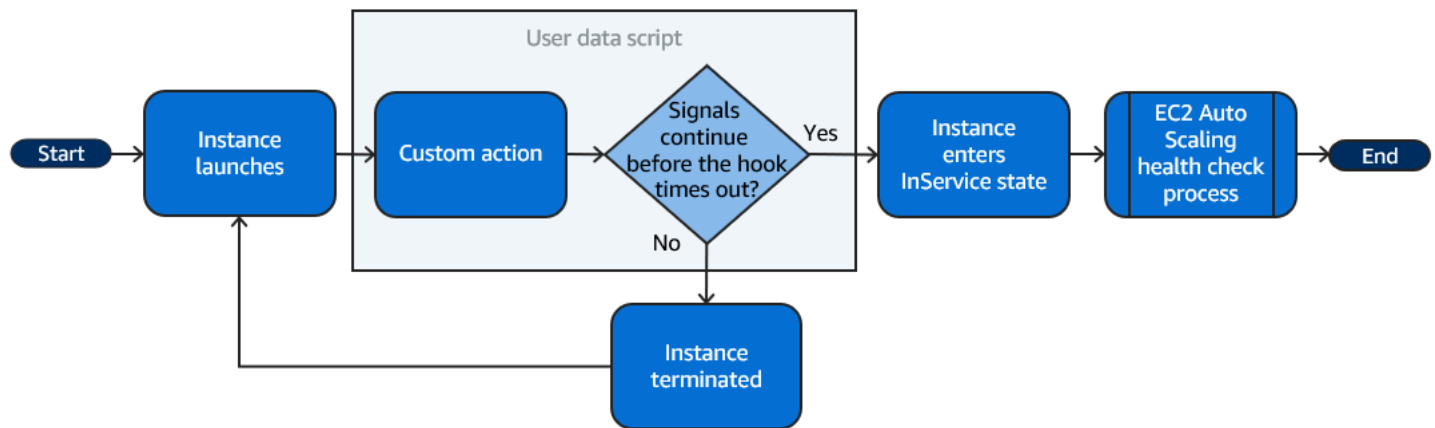 User data script
Start
Instance
launches
Custom action
Signals
continue
before the hook
times out?
Yes
No
Instance
enters
InService state
EC2 Auto
Scaling
health check
process
End
Instance
terminated